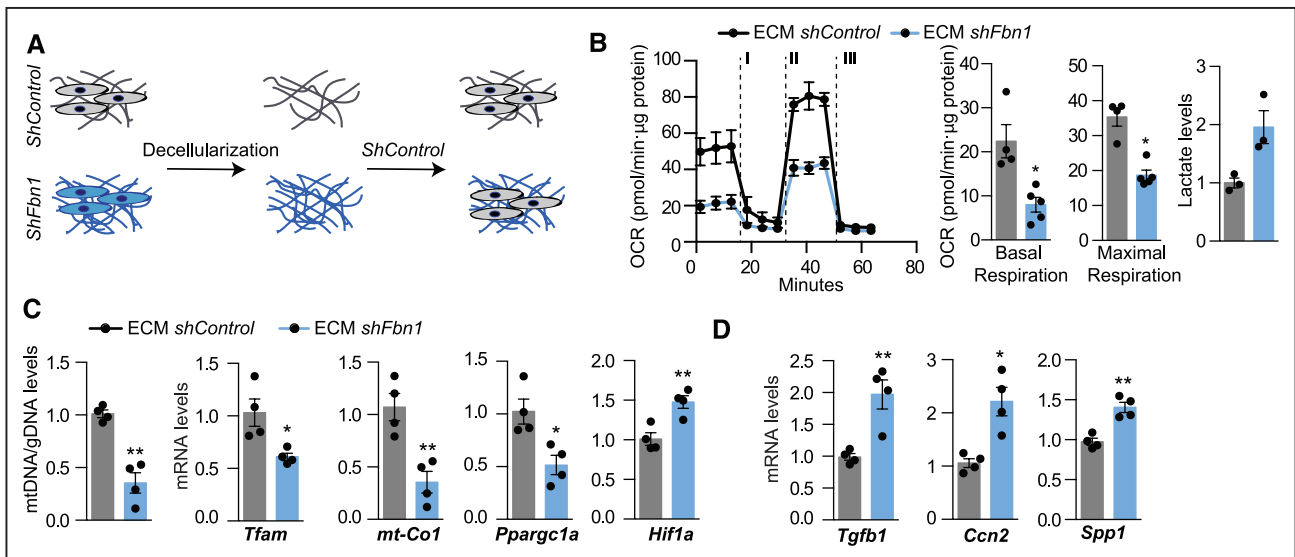 A
ShControl
ShFbn1
Decellularization
ShControl
B
ECM shControl
ECM shFbn1
I
II
III
OCR (pmol/min·µg protein)
100
80
60
40
20
0
0
20
40
60
80
Minutes
OCR (pmol/min·µg protein)
30
20
10
0
*
Basal
Respiration
50
40
30
20
10
0
*
Maximal
Respiration
Lactate levels
3
2
1
0
C
ECM shControl
ECM shFbn1
mtDNA/gDNA levels
1.5
1.0
0.5
0.0
**
mRNA levels
1.5
1.0
0.5
0.0
*
Tfam
1.5
1.0
0.5
0.0
**
mt-Co1
1.5
1.0
0.5
0.0
*
Ppargc1a
2.0
1.5
1.0
0.5
0.0
**
Hif1a
D
mRNA levels
2.5
2.0
1.5
1.0
0.5
0.0
**
Tgfb1
3
2
1
0
*
Ccn2
2.0
1.5
1.0
0.5
0.0
**
Spp1